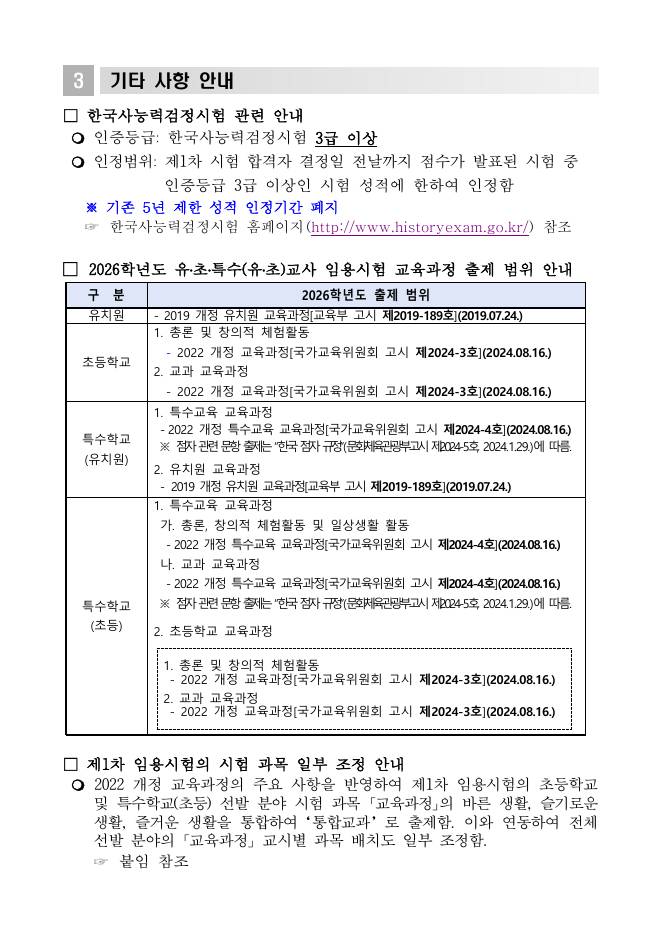 3 기타 사항 안내
□ 한국사능력검정시험 관련 안내
❍ 인증등급: 한국사능력검정시험 3급 이상
❍ 인정범위: 제1차 시험 합격자 결정일 전날까지 점수가 발표된 시험 중
인증등급 3급 이상인 시험 성적에 한하여 인정함
※ 기존 5년 제한 성적 인정기간 폐지
☞ 한국사능력검정시험 홈페이지(http://www.historyexam.go.kr/) 참조
□ 2026학년도 유·초·특수(유·초)교사 임용시험 교육과정 출제 범위 안내
구 분 2026학년도 출제 범위
유치원 - 2019 개정 유치원 교육과정[교육부 고시 제2019-189호](2019.07.24.)
초등학교
1. 총론 및 창의적 체험활동
- 2022 개정 교육과정[국가교육위원회 고시 제2024-3호](2024.08.16.)
2. 교과 교육과정
- 2022 개정 교육과정[국가교육위원회 고시 제2024-3호](2024.08.16.)
특수학교
(유치원)
1. 특수교육 교육과정
- 2022 개정 특수교육 교육과정[국가교육위원회 고시 제2024-4호](2024.08.16.)
※ 점자 관련 문항 출제는 “한국 점자 규정”(문화체육관광부고시 제2024-5호, 2024.1.29.)에 따름.
2. 유치원 교육과정
- 2019 개정 유치원 교육과정[교육부 고시 제2019-189호](2019.07.24.)
특수학교
(초등)
1. 특수교육 교육과정
가. 총론, 창의적 체험활동 및 일상생활 활동
- 2022 개정 특수교육 교육과정[국가교육위원회 고시 제2024-4호](2024.08.16.)
나. 교과 교육과정
- 2022 개정 특수교육 교육과정[국가교육위원회 고시 제2024-4호](2024.08.16.)
※ 점자 관련 문항 출제는 “한국 점자 규정”(문화체육관광부고시 제2024-5호, 2024.1.29.)에 따름.
2. 초등학교 교육과정
1. 총론 및 창의적 체험활동
- 2022 개정 교육과정[국가교육위원회 고시 제2024-3호](2024.08.16.)
2. 교과 교육과정
- 2022 개정 교육과정[국가교육위원회 고시 제2024-3호](2024.08.16.)
□ 제1차 임용시험의 시험 과목 일부 조정 안내
❍ 2022 개정 교육과정의 주요 사항을 반영하여 제1차 임용시험의 초등학교
및 특수학교(초등) 선발 분야 시험 과목「교육과정」의 바른 생활, 슬기로운
생활, 즐거운 생활을 통합하여 ‘통합교과’ 로 출제함. 이와 연동하여 전체
선발 분야의「교육과정」교시별 과목 배치도 일부 조정함.
☞ 붙임 참조